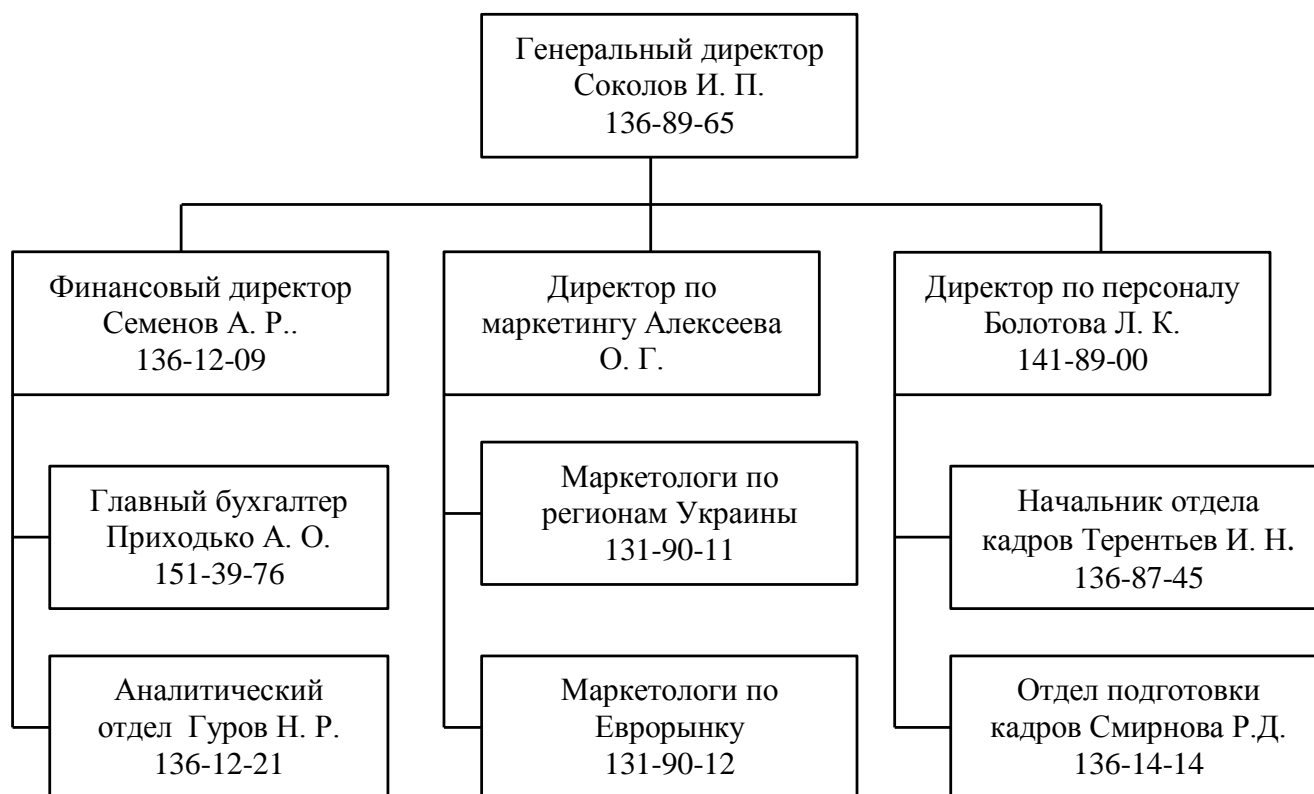 Генеральный директор
Соколов И. П.
136-89-65
Финансовый директор
Семенов А. Р..
136-12-09
Директор по
маркетингу Алексеева
О. Г.
Директор по персоналу
Болотова Л. К.
141-89-00
Главный бухгалтер
Приходько А. О.
151-39-76
Маркетологи по
регионам Украины
131-90-11
Начальник отдела
кадров Терентьев И. Н.
136-87-45
Аналитический
отдел Гуров Н. Р.
136-12-21
Маркетологи по
Еврорынку
131-90-12
Отдел подготовки
кадров Смирнова Р.Д.
136-14-14